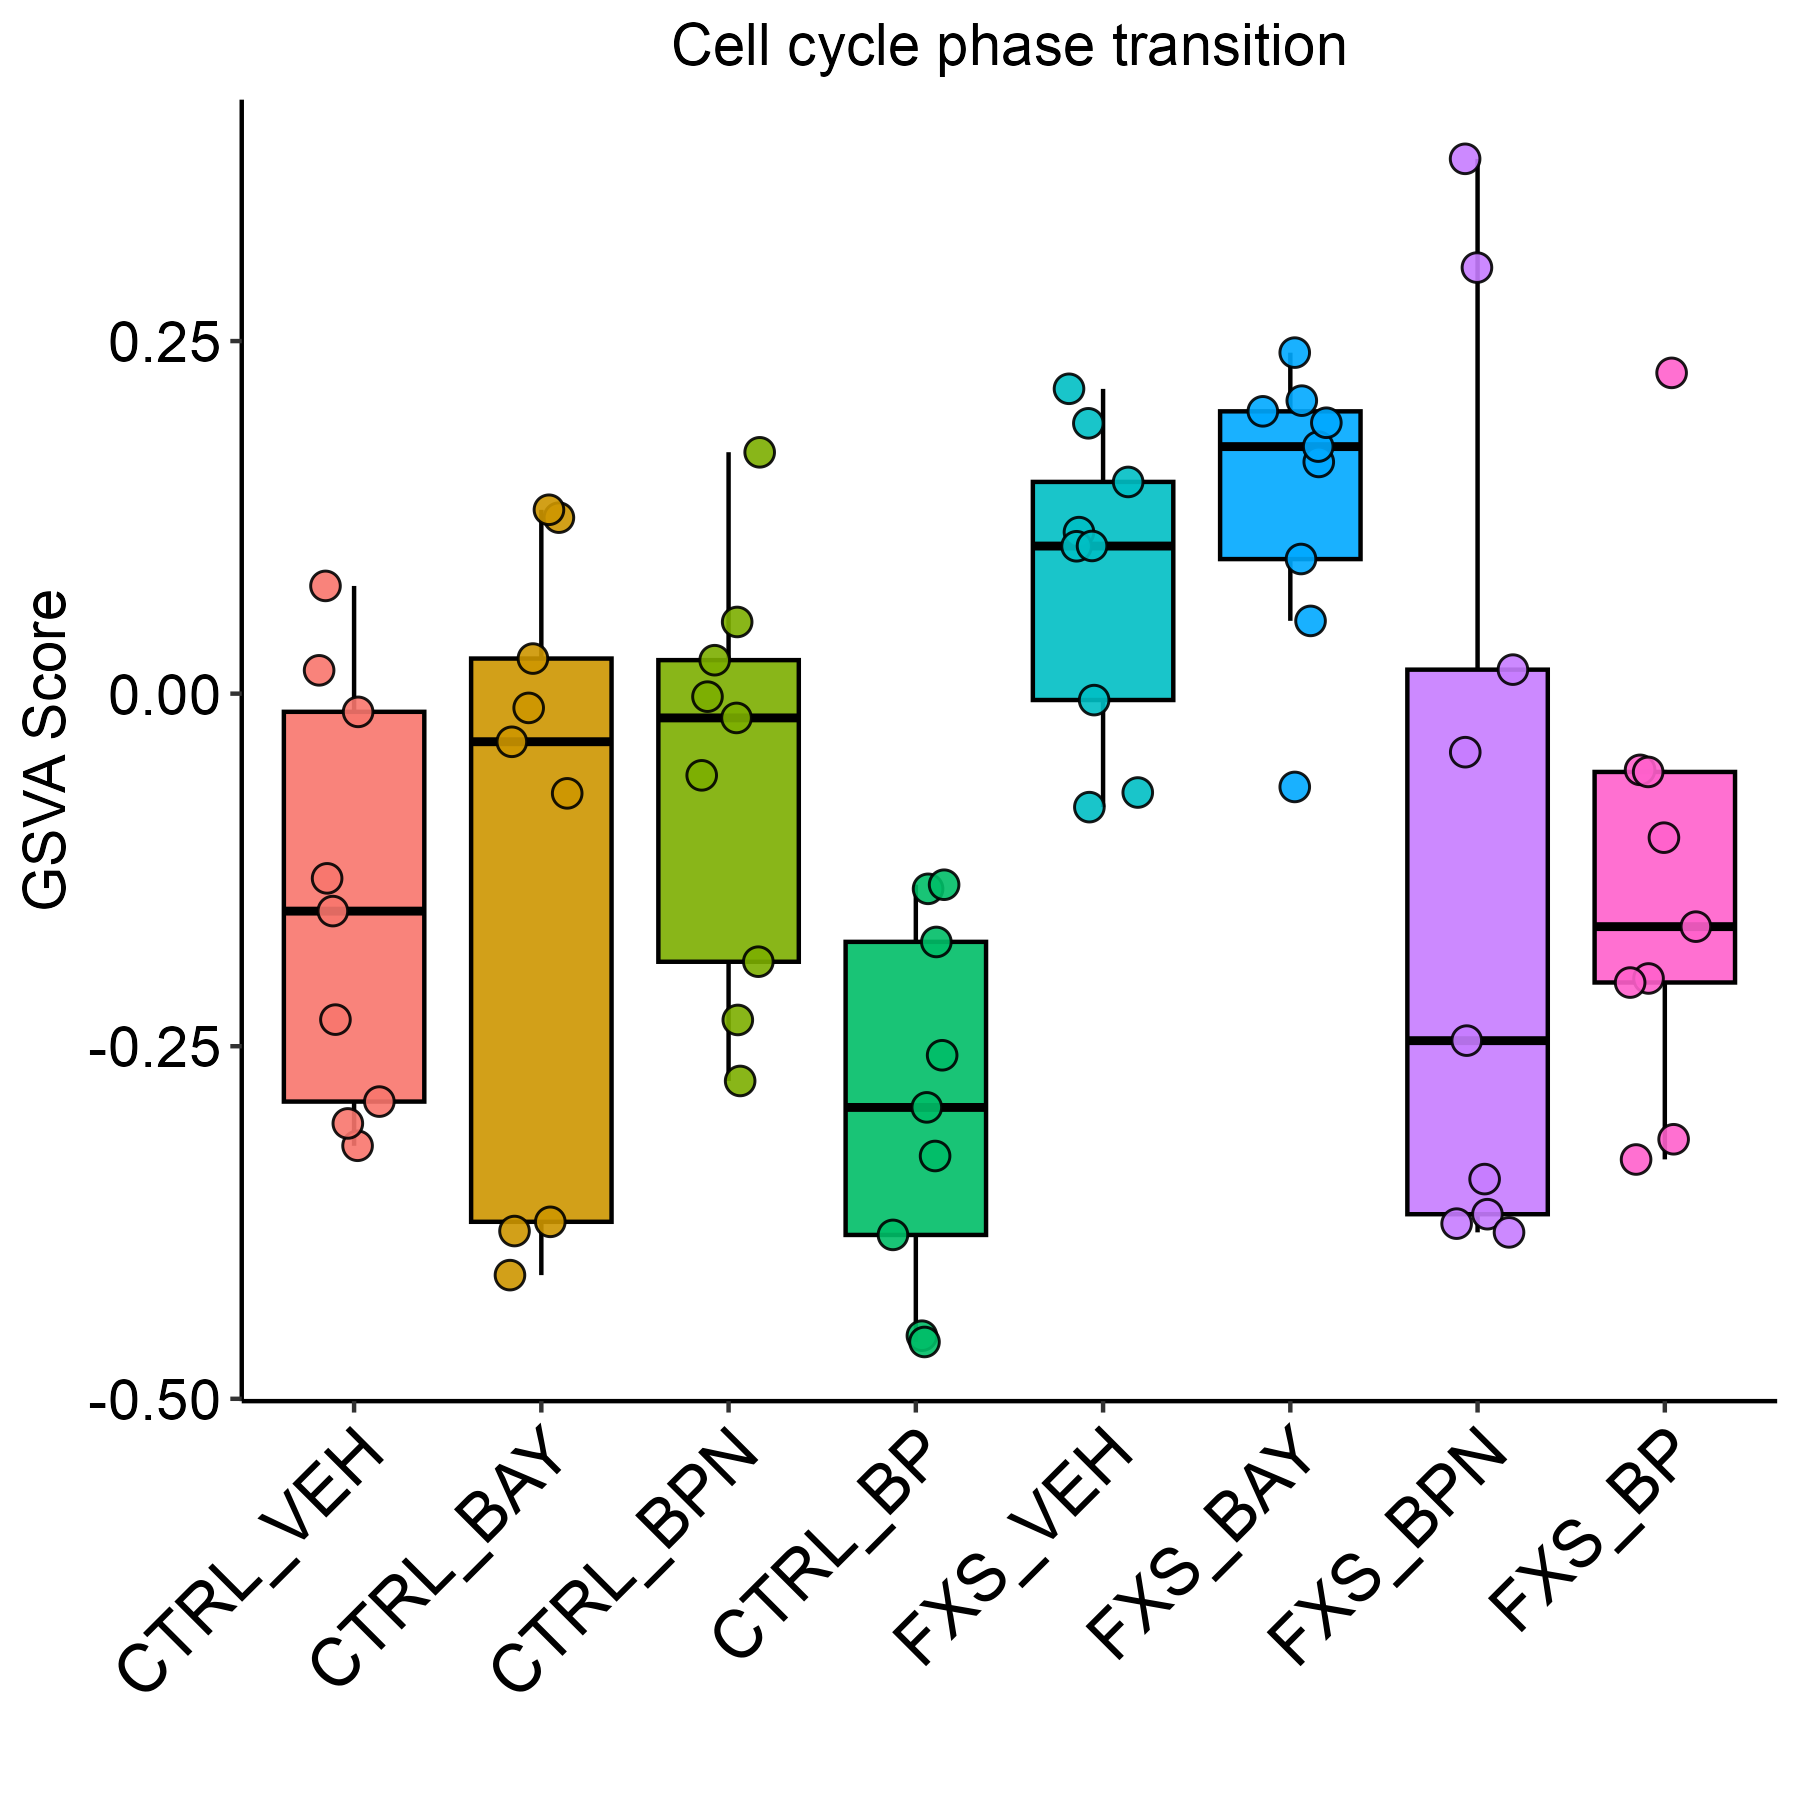 Cell cycle phase transition
GSVA Score
0.25
0.00
-0.25
-0.50
CTRL_VEH
CTRL_BAY
CTRL_BPN
CTRL_BP
FXS_VEH
FXS_BAY
FXS_BPN
FXS_BP